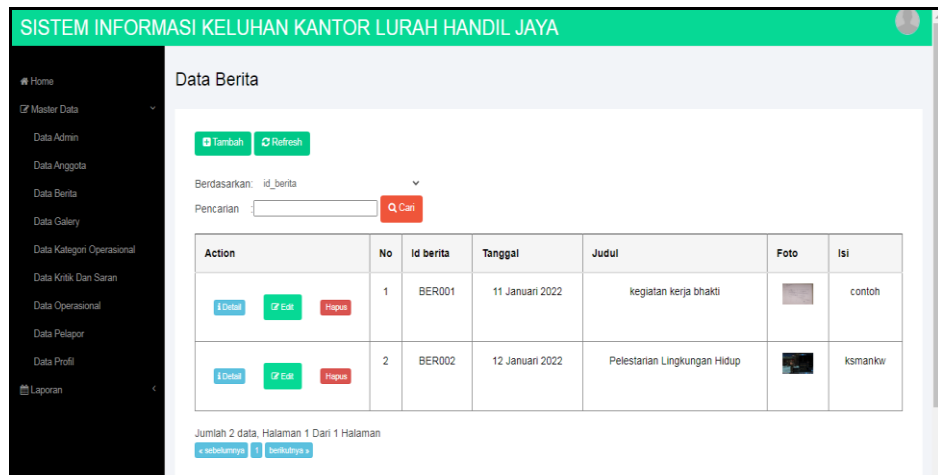 SISTEM INFORMASI KELUHAN KANTOR LURAH HANDIL JAYA
Home
Master Data
Data Admin
Data Anggota
Data Berita
Data Galery
Data Kategori Operasional
Data Kritik Dan Saran
Data Operasional
Data Pelapor
Data Profil
Laporan
Data Berita
Tambah Refresh
Berdasarkan: id_berita
Pencarian : Cari
Action No Id berita Tanggal Judul Foto Isi
Detail Edit Hapus 1 BER001 11 Januari 2022 kegiatan kerja bhakti contoh
Detail Edit Hapus 2 BER002 12 Januari 2022 Pelestarian Lingkungan Hidup ksmankw
Jumlah 2 data, Halaman 1 Dari 1 Halaman
« sebelumnya 1 berikutnya »